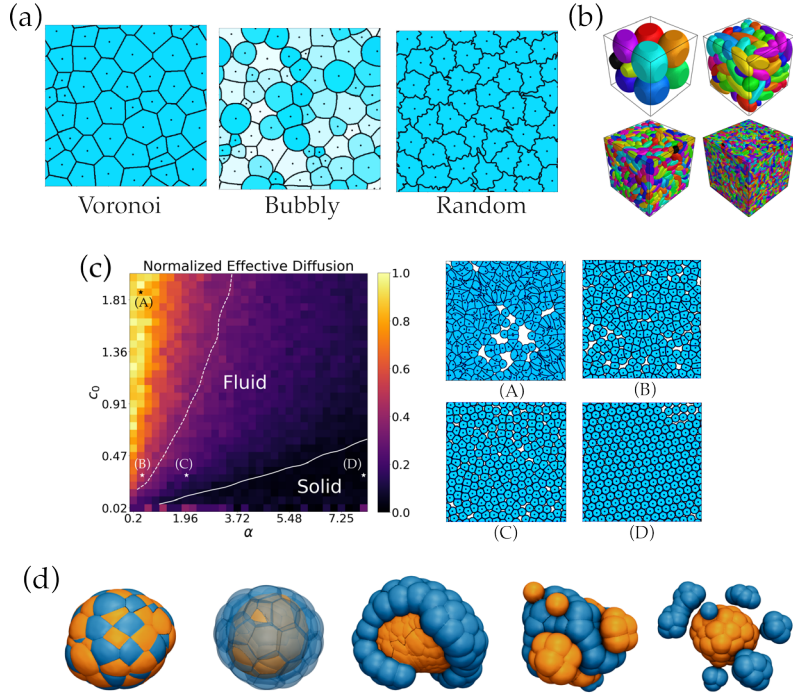 (a)
Voronoi
Bubbly
Random
(b)
(c)
Normalized Effective Diffusion
c₀
1.81
1.36
0.91
0.47
0.02
0.2
1.96
3.72
5.48
7.25
α
(A)
(B)
(C)
(D)
Fluid
Solid
1.0
0.8
0.6
0.4
0.2
0.0
(A)
(B)
(C)
(D)
(d)